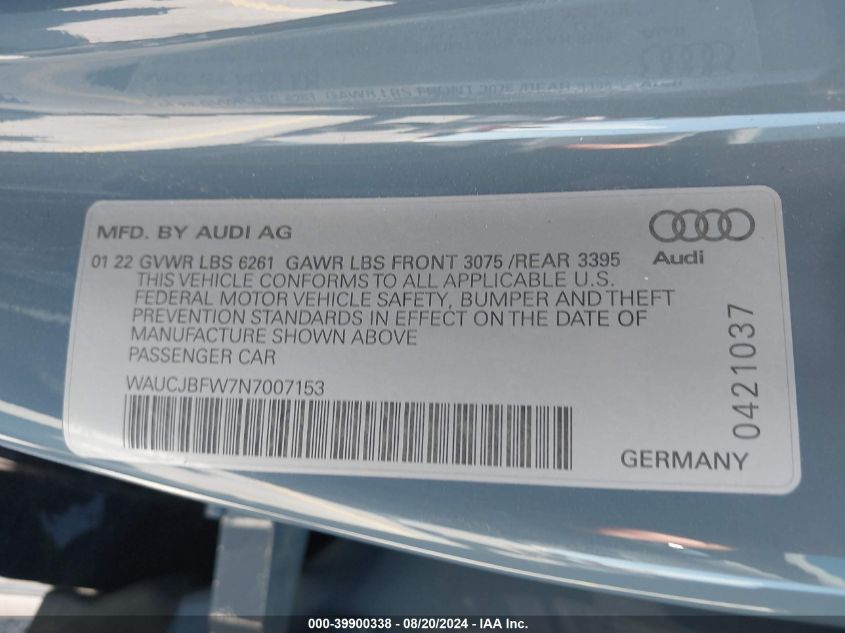 MFD. BY AUDI AG
Audi
01 22 GVWR LBS 6261 GAWR LBS FRONT 3075 /REAR 3395
THIS VEHICLE CONFORMS TO ALL APPLICABLE U.S.
FEDERAL MOTOR VEHICLE SAFETY, BUMPER AND THEFT
PREVENTION STANDARDS IN EFFECT ON THE DATE OF
MANUFACTURE SHOWN ABOVE
PASSENGER CAR
WAUCJBFW7N7007153
0421037
GERMANY
000-39900338 - 08/20/2024 - IAA Inc.